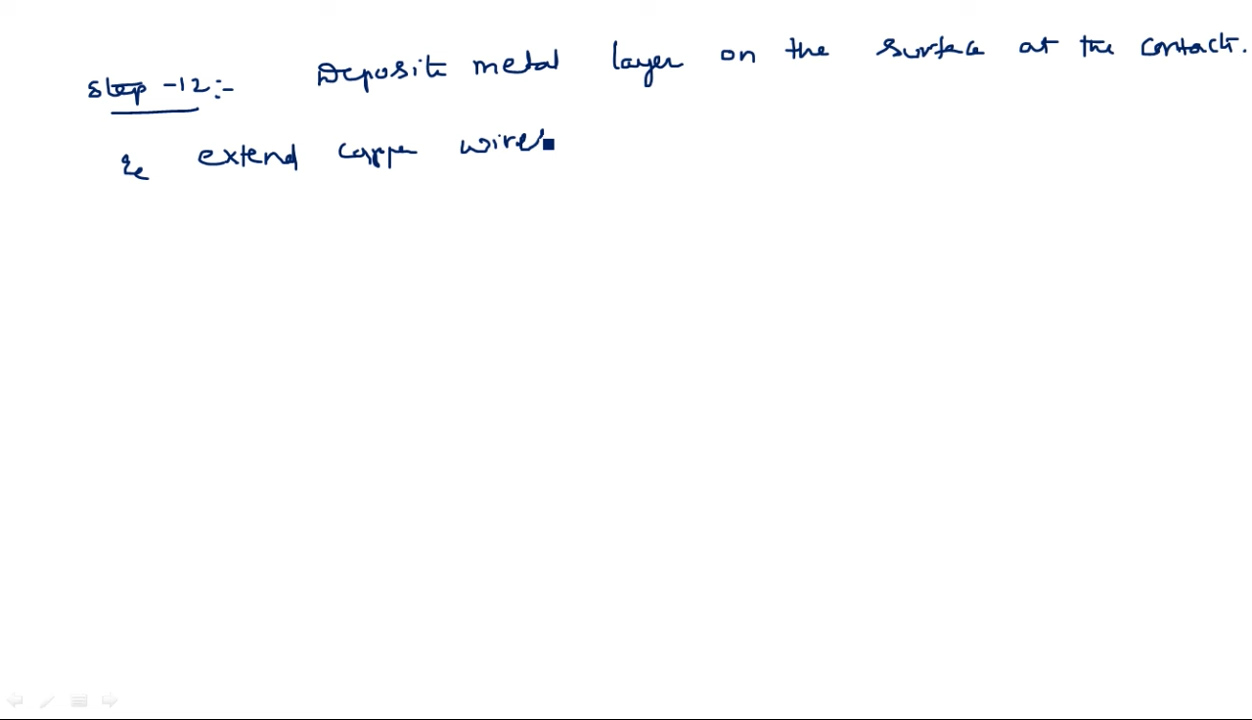 Step -12:- Deposite metal layer on the surface at the contact.
& extend copper wires